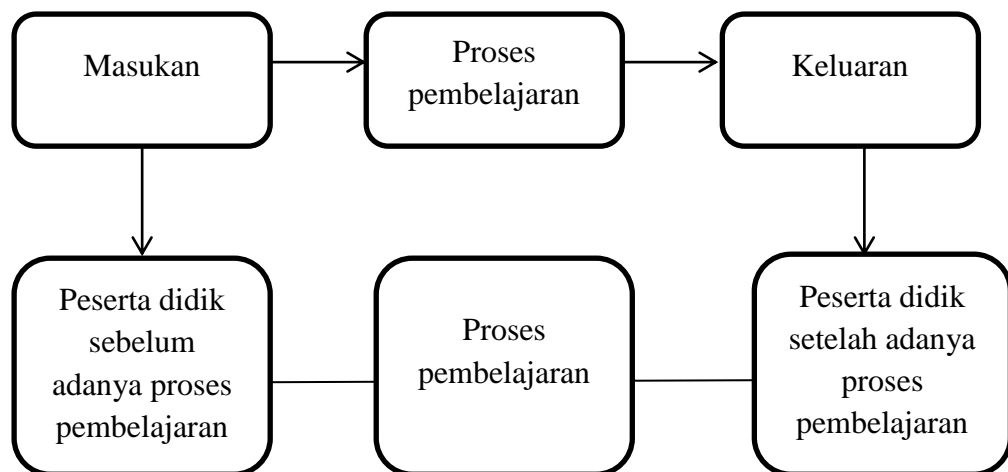 Masukan
Proses
pembelajaran
Keluaran
Peserta didik
sebelum
adanya proses
pembelajaran
Proses
pembelajaran
Peserta didik
setelah adanya
proses
pembelajaran